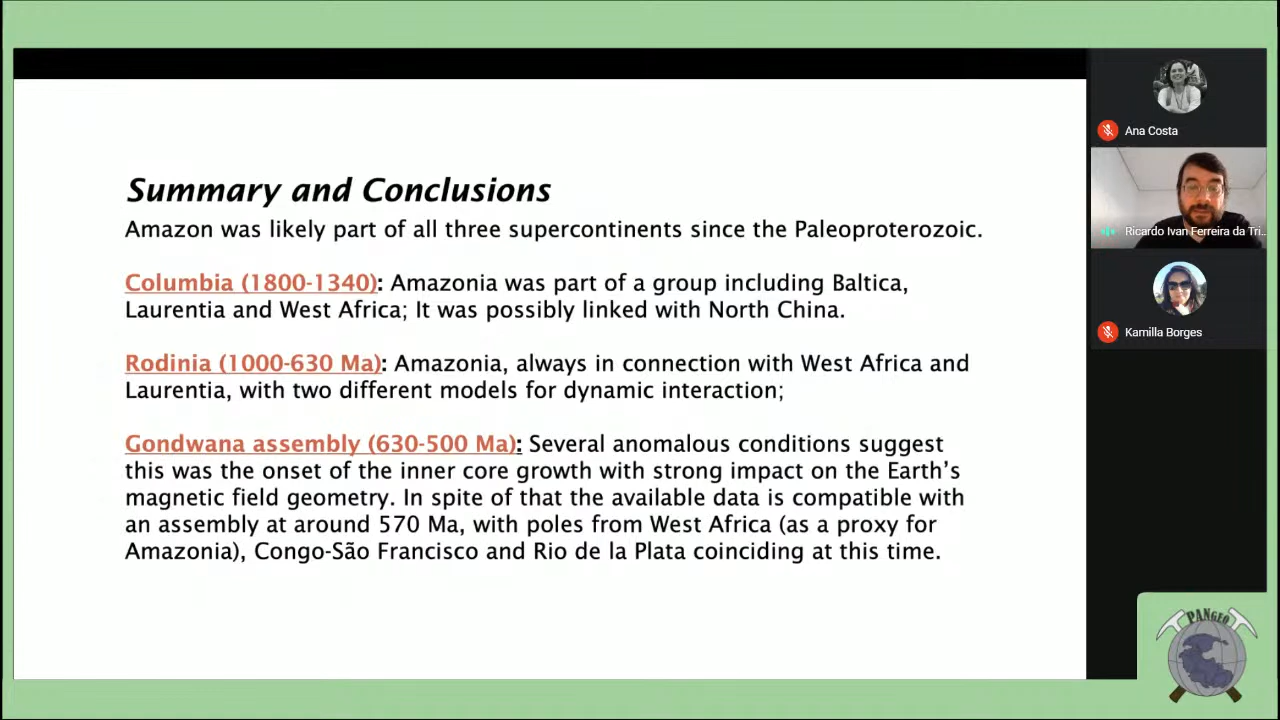 Summary and Conclusions
Amazon was likely part of all three supercontinents since the Paleoproterozoic.
Columbia (1800-1340): Amazonia was part of a group including Baltica,
Laurentia and West Africa; It was possibly linked with North China.
Rodinia (1000-630 Ma): Amazonia, always in connection with West Africa and
Laurentia, with two different models for dynamic interaction;
Gondwana assembly (630-500 Ma): Several anomalous conditions suggest
this was the onset of the inner core growth with strong impact on the Earth's
magnetic field geometry. In spite of that the available data is compatible with
an assembly at around 570 Ma, with poles from West Africa (as a proxy for
Amazonia), Congo-São Francisco and Rio de la Plata coinciding at this time.
Ana Costa
Ricardo Ivan Ferreira da Tri...
Kamilla Borges
PANGEO